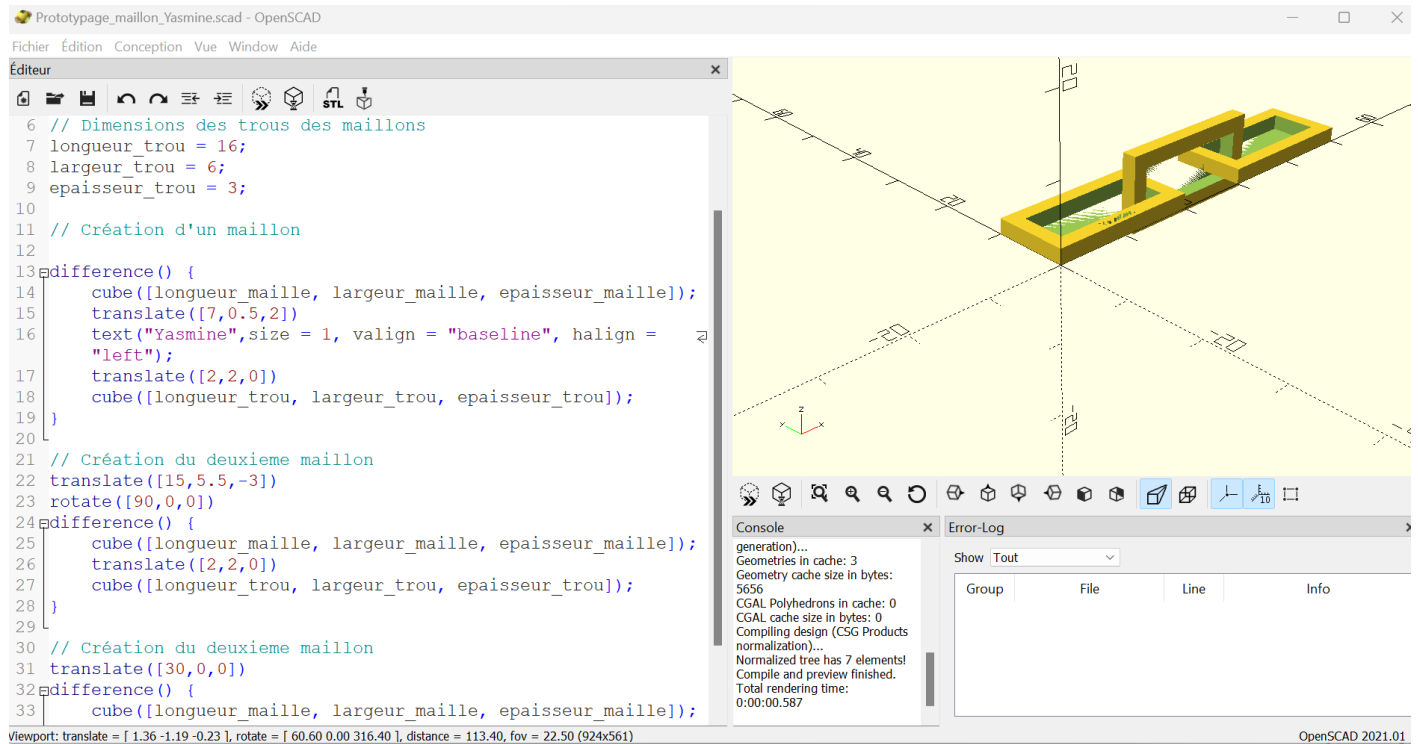 Prototypage_maillon_Yasmine.scad - OpenSCAD
Fichier Édition Conception Vue Window Aide
Éditeur
STL
6 // Dimensions des trous des maillons
7 longueur_trou = 16;
8 largeur_trou = 6;
9 epaisseur_trou = 3;
10
11 // Création d'un maillon
12
13 difference() {
14 cube([longueur_maille, largeur_maille, epaisseur_maille]);
15 translate([7,0.5,2])
16 text("Yasmine",size = 1, valign = "baseline", halign =
"left");
17 translate([2,2,0])
18 cube([longueur_trou, largeur_trou, epaisseur_trou]);
19 }
20
21 // Création du deuxieme maillon
22 translate([15,5.5,-3])
23 rotate([90,0,0])
24 difference() {
25 cube([longueur_maille, largeur_maille, epaisseur_maille]);
26 translate([2,2,0])
27 cube([longueur_trou, largeur_trou, epaisseur_trou]);
28 }
29
30 // Création du deuxieme maillon
31 translate([30,0,0])
32 difference() {
33 cube([longueur_maille, largeur_maille, epaisseur_maille]);
20
-20
-20
-20
z
x
y
10
Console
generation)...
Geometries in cache: 3
Geometry cache size in bytes:
5656
CGAL Polyhedrons in cache: 0
CGAL cache size in bytes: 0
Compiling design (CSG Products
normalization)...
Normalized tree has 7 elements!
Compile and preview finished.
Total rendering time:
0:00:00.587
Error-Log
Show Tout
Group File Line Info
Viewport: translate = [ 1.36 -1.19 -0.23 ], rotate = [ 60.60 0.00 316.40 ], distance = 113.40, fov = 22.50 (924x561)
OpenSCAD 2021.01